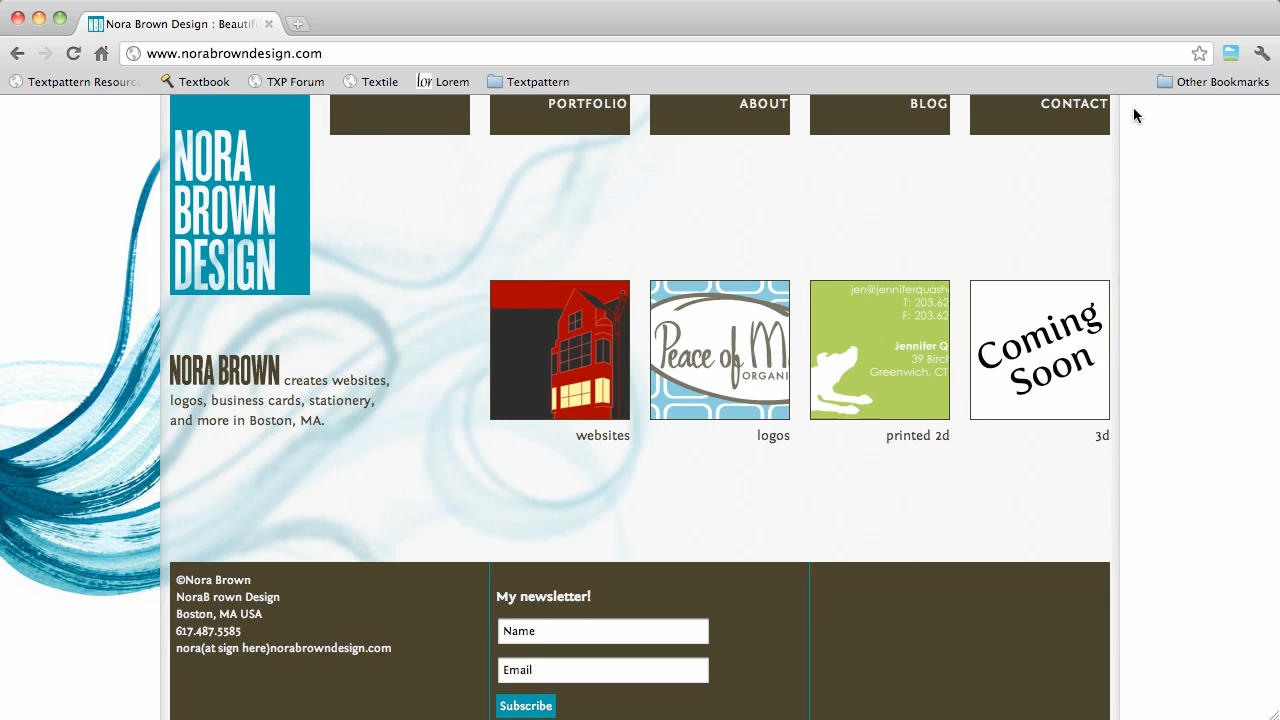 Nora Brown Design : Beautif
www.norabrowndesign.com
Textpattern Resourc
Textbook
TXP Forum
Textile
lor Lorem
Textpattern
Other Bookmarks
PORTFOLIO
ABOUT
BLOG
CONTACT
NORA
BROWN
DESIGN
NORA BROWN creates websites,
logos, business cards, stationery,
and more in Boston, MA.
Peace of M
ORGANI
jen@jenniferquash
T: 203.62
F: 203.62
Jennifer Q
39 Birch
Greenwich, CT
Coming
Soon
websites
logos
printed 2d
3d
©Nora Brown
NoraB rown Design
Boston, MA USA
617.487.5585
nora(at sign here)norabrowndesign.com
My newsletter!
Name
Email
Subscribe